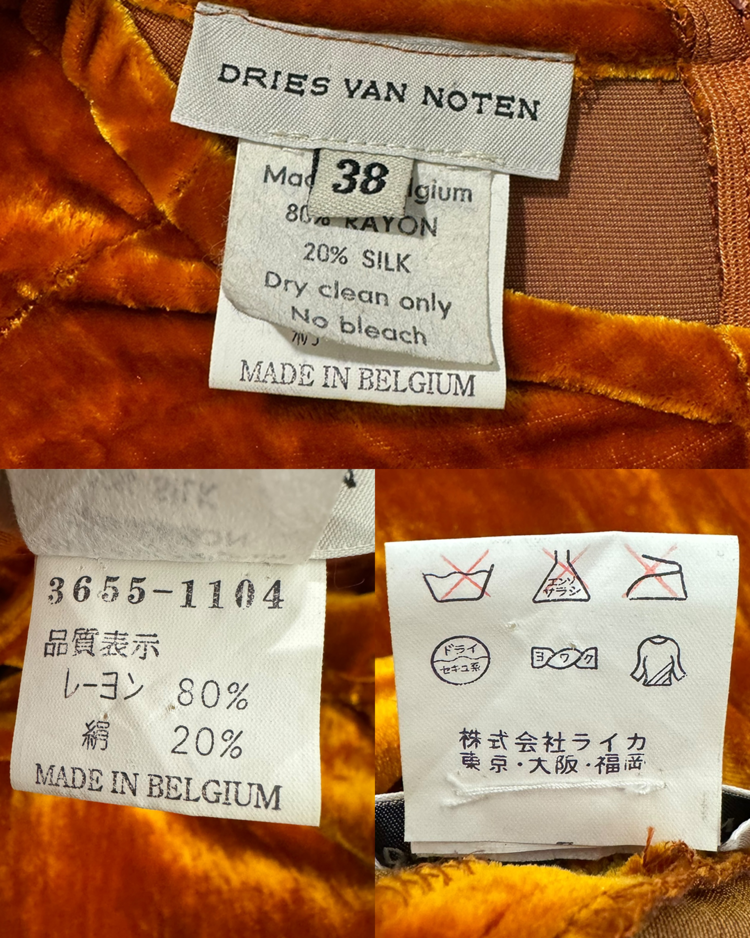 DRIES VAN NOTEN
38
80% RAYON
20% SILK
Dry clean only
No bleach
MADE IN BELGIUM
3655-1104
品質表示
レーヨン 80%
絹 20%
MADE IN BELGIUM
エンソ
サラシ
ドライ
セキユ系
ヨワク
株式会社ライカ
東京・大阪・福岡